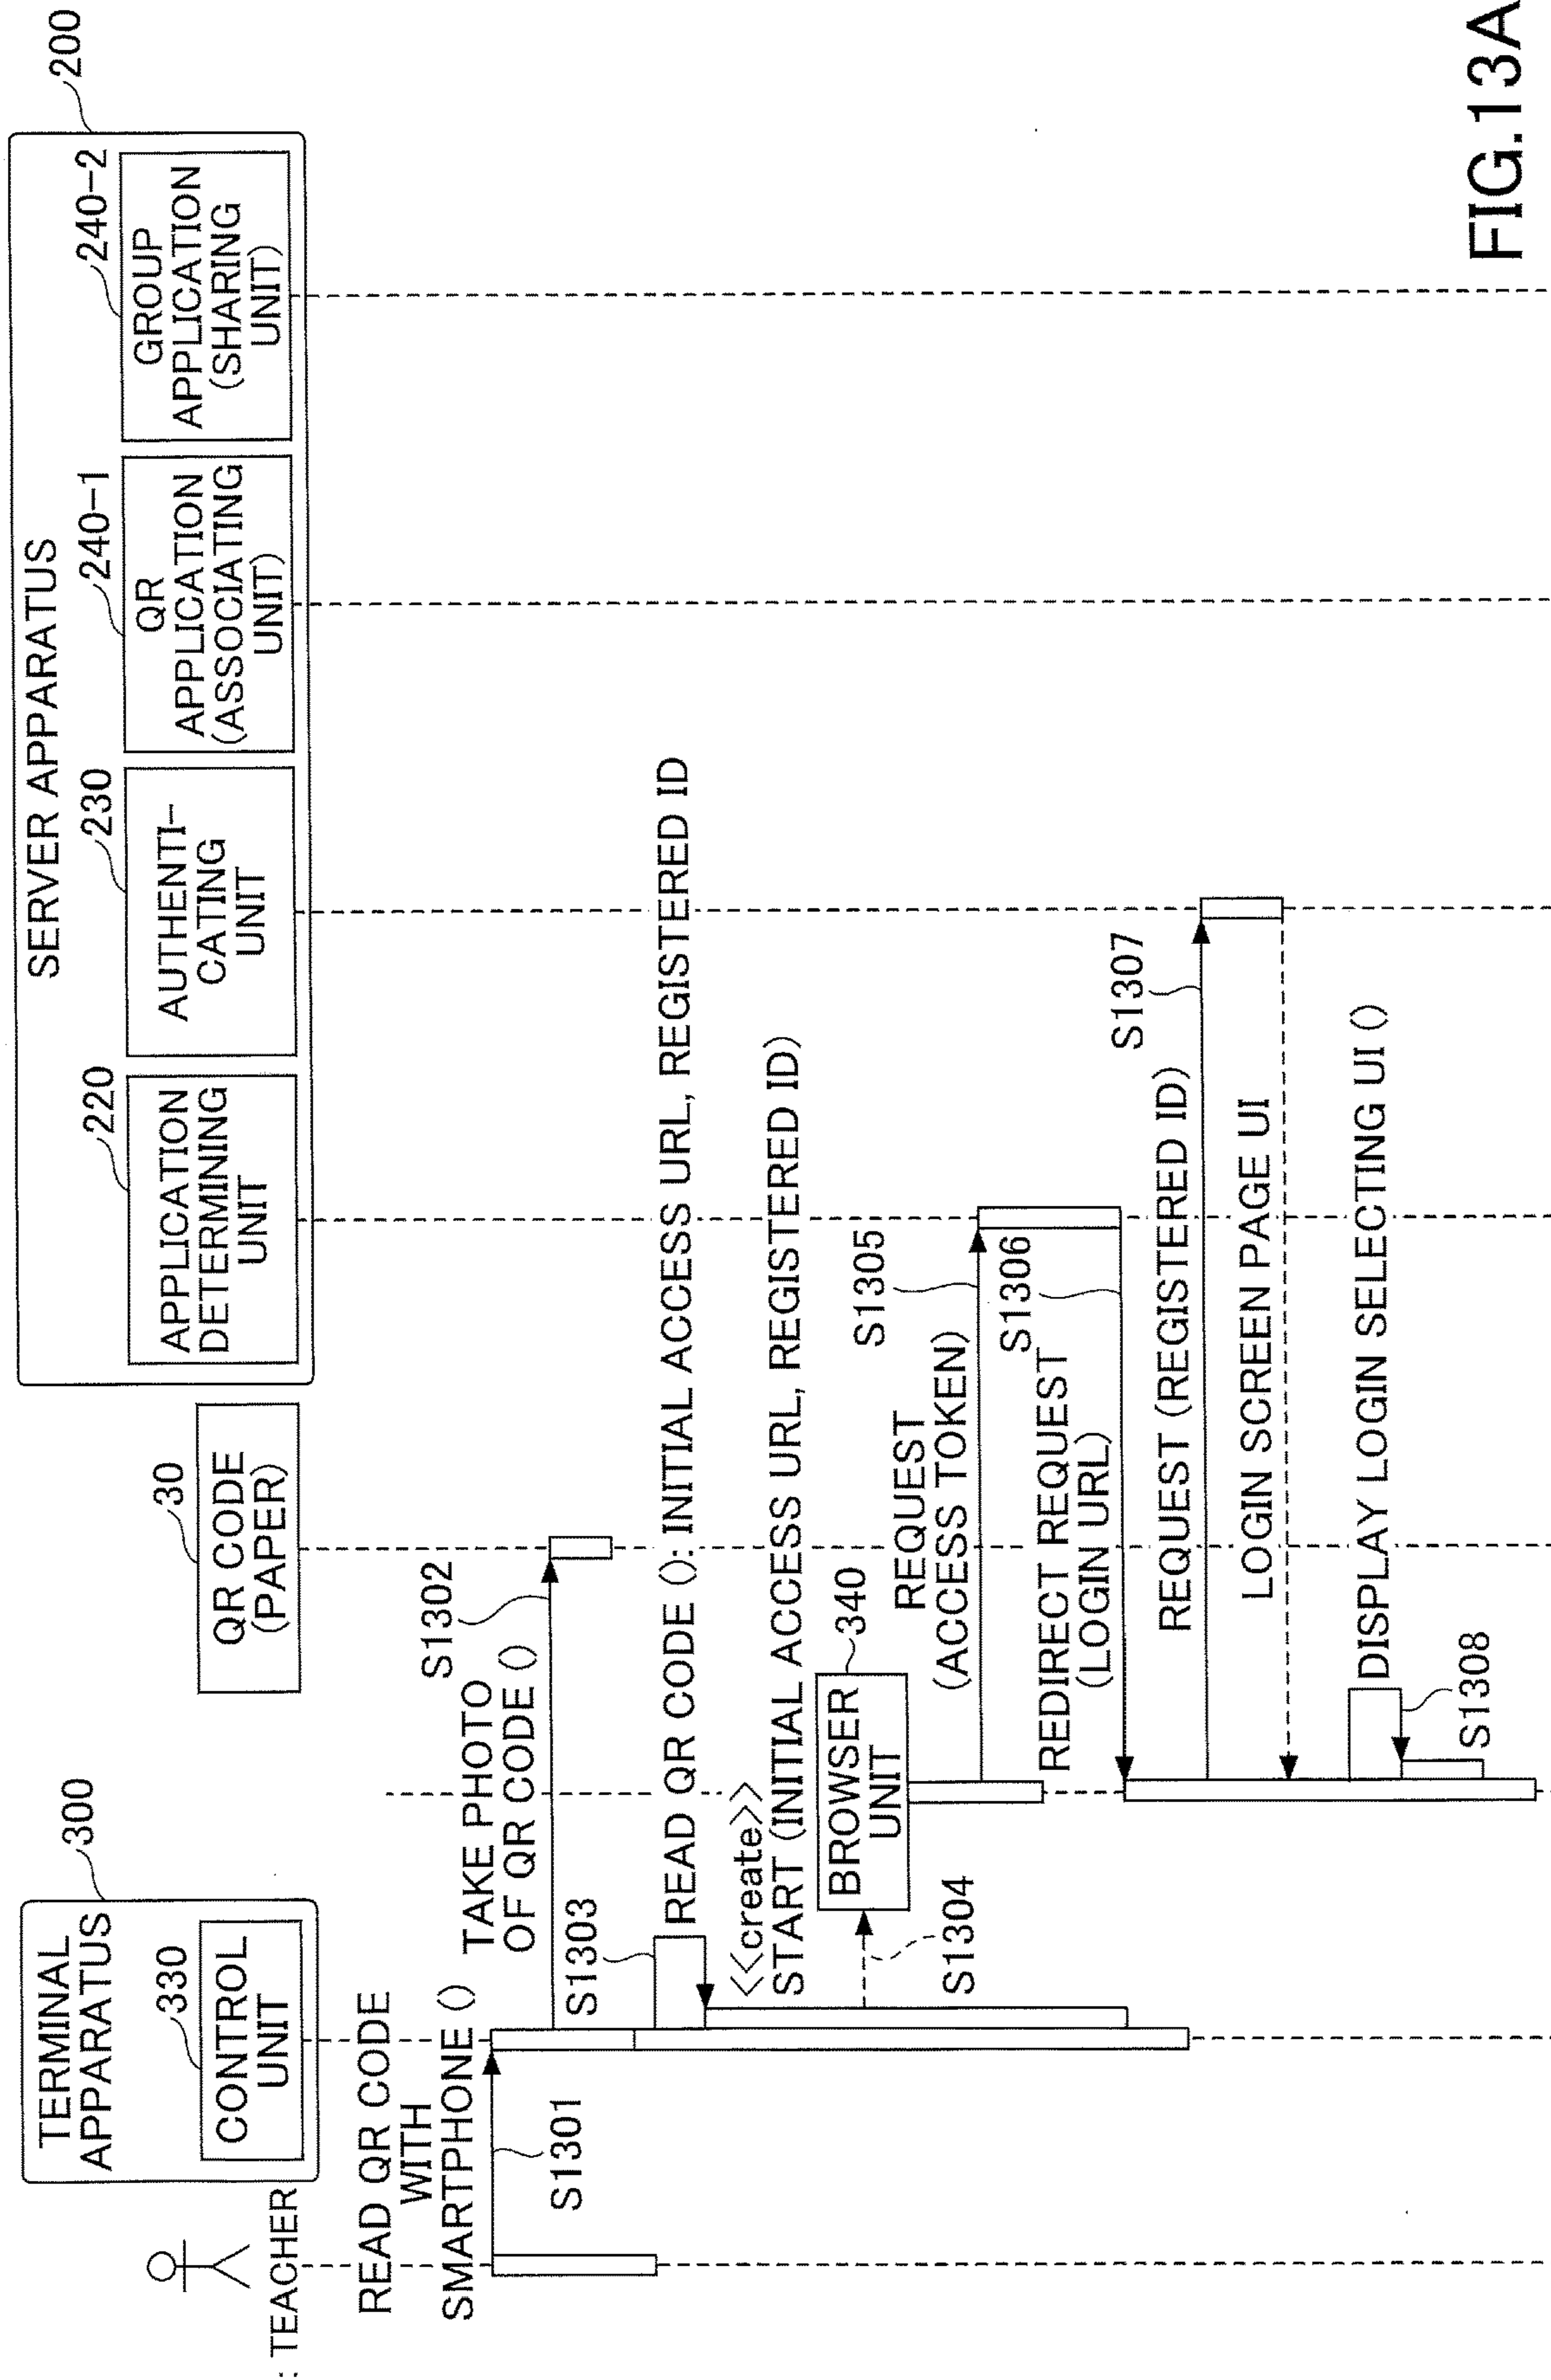 TERMINAL
APPARATUS
300
330
CONTROL
UNIT
: TEACHER
30
QR CODE
(PAPER)
SERVER APPARATUS
200
220
APPLICATION
DETERMINING
UNIT
230
AUTHENTI-
CATING
UNIT
240-1
QR
APPLICATION
(ASSOCIATING
UNIT)
240-2
GROUP
APPLICATION
(SHARING
UNIT)
READ QR CODE
WITH
SMARTPHONE ()
S1301
TAKE PHOTO
OF QR CODE ()
S1302
S1303
READ QR CODE (): INITIAL ACCESS URL, REGISTERED ID
<<create>>
START (INITIAL ACCESS URL, REGISTERED ID)
S1304
BROWSER
UNIT
340
REQUEST
(ACCESS TOKEN)
S1305
REDIRECT REQUEST
(LOGIN URL)
S1306
REQUEST (REGISTERED ID)
S1307
LOGIN SCREEN PAGE UI
DISPLAY LOGIN SELECTING UI ()
S1308
FIG.13A